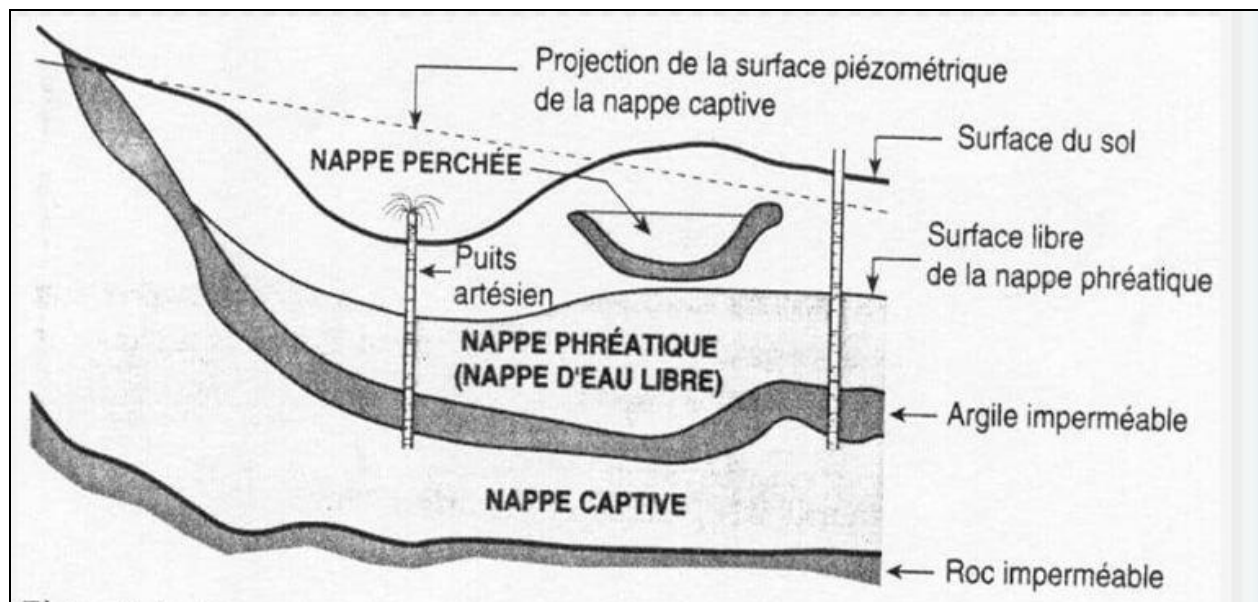 Projection de la surface piézométrique
de la nappe captive
Surface du sol
NAPPE PERCHÉE
Surface libre
de la nappe phréatique
Puits
artésien
NAPPE PHRÉATIQUE
(NAPPE D'EAU LIBRE)
Argile imperméable
NAPPE CAPTIVE
Roc imperméable